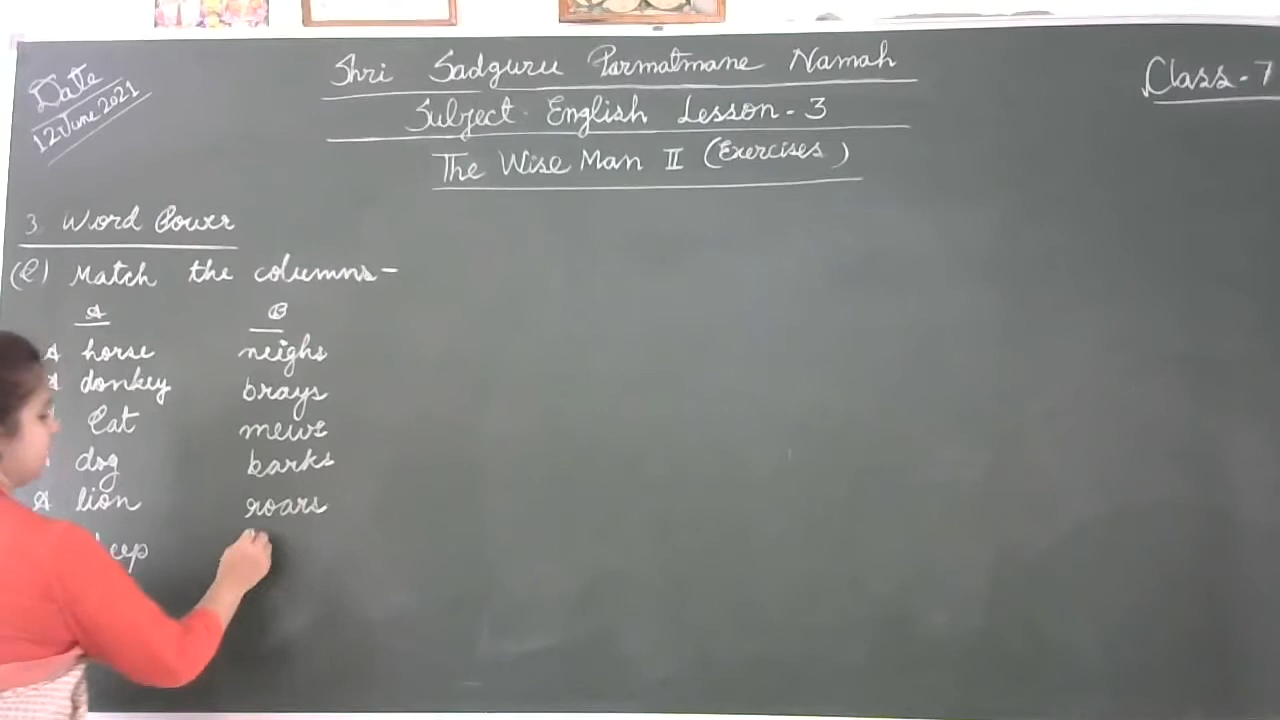 Date
12 June 2021
Shri Sadguru Parmatmane Namah
Class-7
Subject. English Lesson-3
The Wise Man II (Exercises)
3 Word Power
(C) Match the columns-
A B
A horse neighs
A donkey brays
Cat mews
dog barks
A lion roars